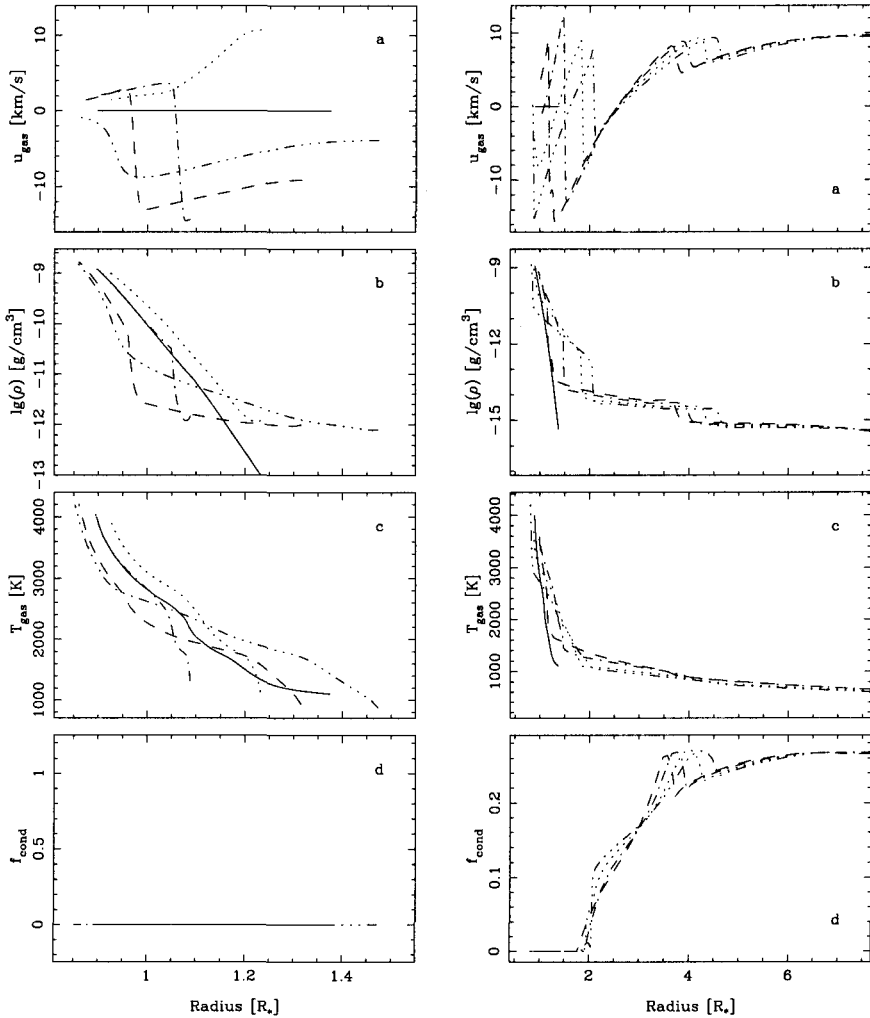 10
0
−10
u_gas [km/s]
a
10
0
−10
u_gas [km/s]
a
−9
−10
−11
−12
−13
lg(ρ) [g/cm³]
b
−9
−12
−15
lg(ρ) [g/cm³]
b
4000
3000
2000
1000
T_gas [K]
c
4000
3000
2000
1000
T_gas [K]
c
1
0.5
0
f_cond
d
1
1.2
1.4
Radius [R_*]
0.2
0.1
0
f_cond
d
2
4
6
Radius [R_*]